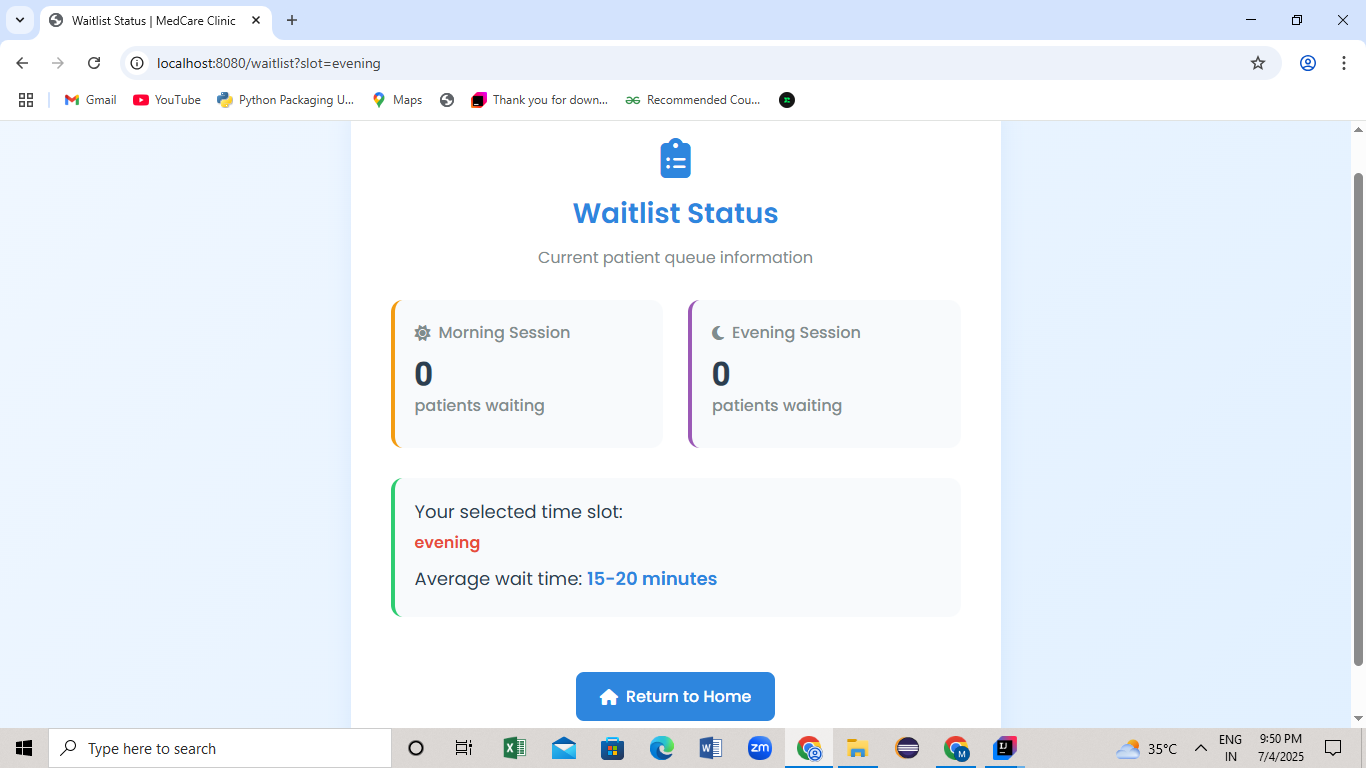 Waitlist Status | MedCare Clinic
localhost:8080/waitlist?slot=evening
Gmail YouTube Python Packaging U... Maps Thank you for down... Recommended Cou...
Waitlist Status
Current patient queue information
Morning Session
0
patients waiting
Evening Session
0
patients waiting
Your selected time slot:
evening
Average wait time: 15-20 minutes
Return to Home
Type here to search
zm
M
IJ
35°C
ENG
IN
9:50 PM
7/4/2025